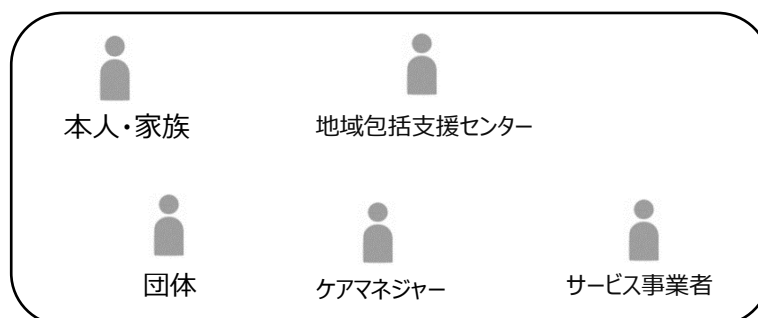 本人・家族
地域包括支援センター
団体
ケアマネジャー
サービス事業者